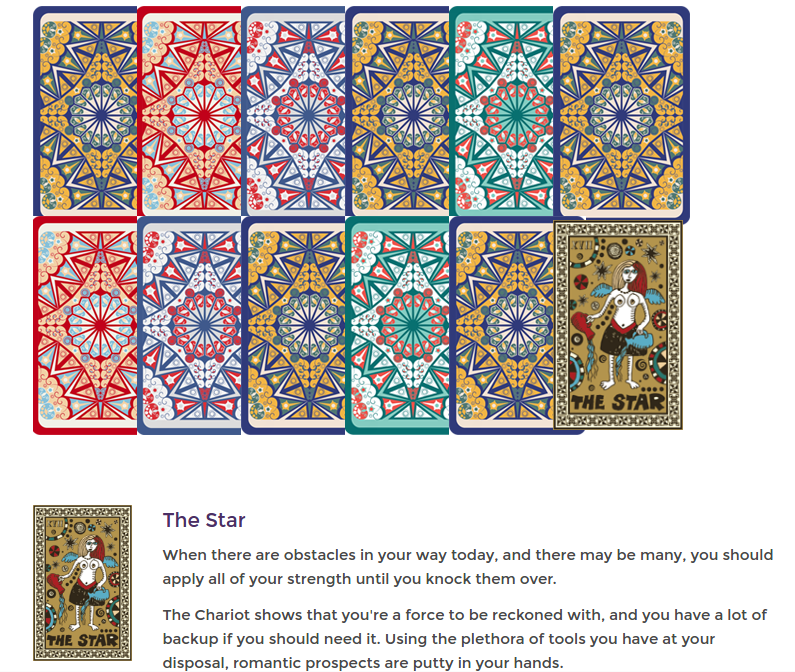 XVII
THE STAR
XVII
THE STAR
The Star
When there are obstacles in your way today, and there may be many, you should
apply all of your strength until you knock them over.
The Chariot shows that you're a force to be reckoned with, and you have a lot of
backup if you should need it. Using the plethora of tools you have at your
disposal, romantic prospects are putty in your hands.